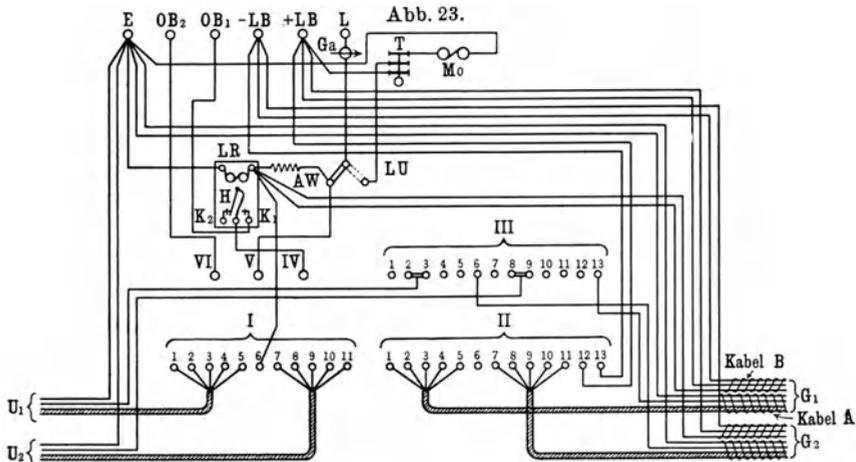 Abb. 23.
E OB2 OB1 -LB +LB L
Ga T
Mo
LR
AW LU
H
K2 K1
III
VI V IV
1 2 3 4 5 6 7 8 9 10 11 12 13
I II
1 2 3 4 5 6 7 8 9 10 11
1 2 3 4 5 6 7 8 9 10 11 12 13
Kabel B
U1 G1
Kabel A
U2 G2